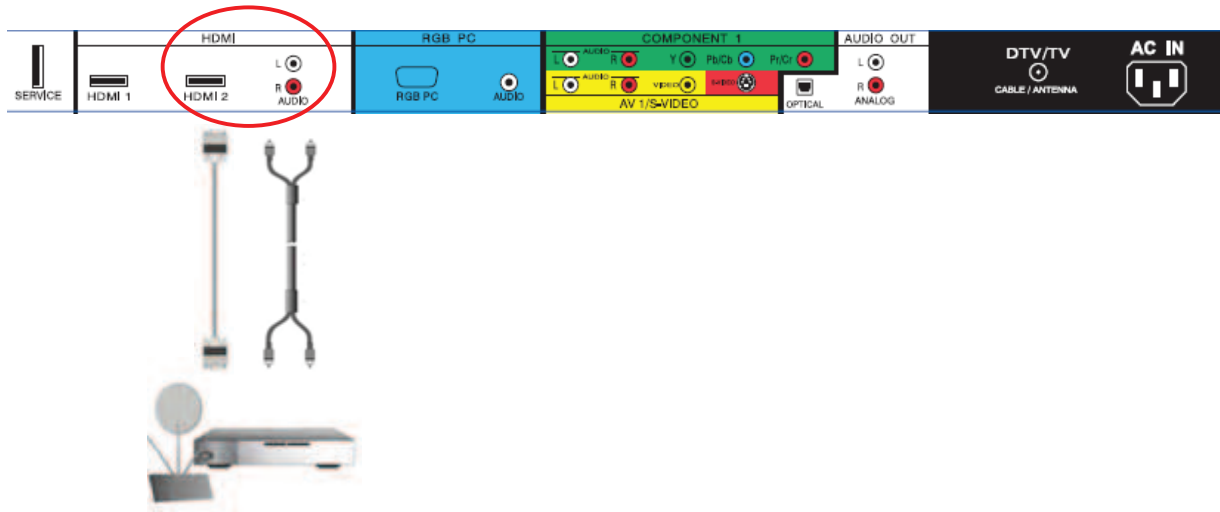 SERVICE
HDMI
HDMI 1
HDMI 2
L
R
AUDIO
RGB PC
RGB PC
AUDIO
COMPONENT 1
L AUDIO R Y Pb/Cb Pr/Cr
L AUDIO R VIDEO S-VIDEO
AV 1/S-VIDEO
OPTICAL
AUDIO OUT
L
R
ANALOG
DTV/TV
CABLE / ANTENNA
AC IN